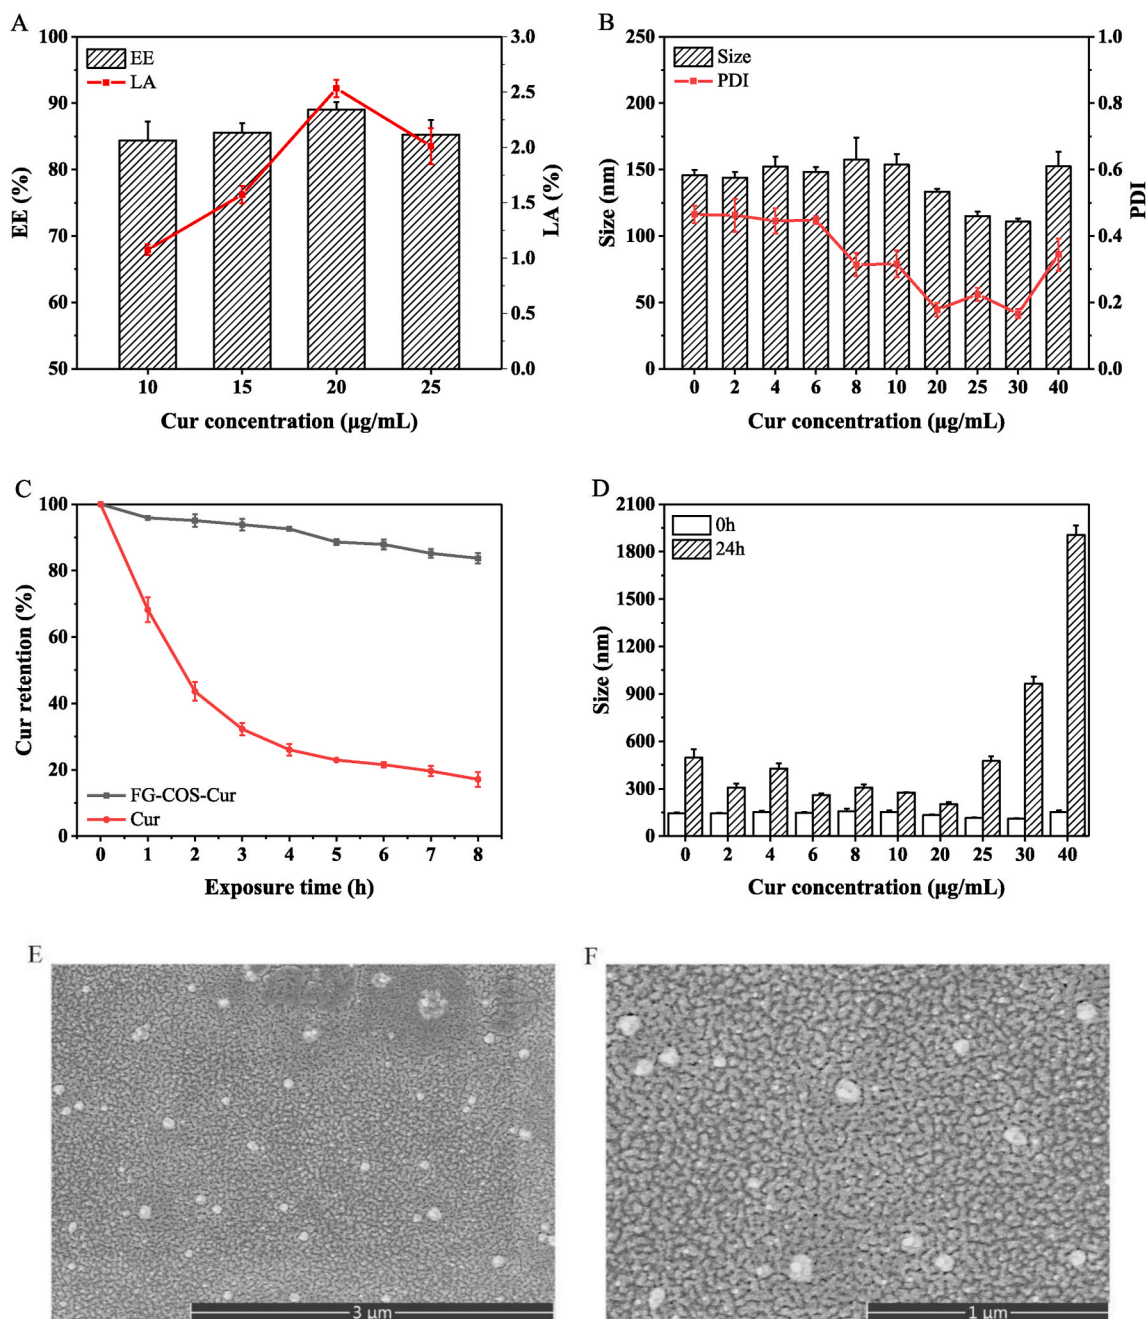 A
EE (%)
100
90
80
70
60
50
EE
LA
3.0
2.5
2.0
1.5
1.0
0.5
0.0
LA (%)
10 15 20 25
Cur concentration (μg/mL)
B
Size (nm)
250
200
150
100
50
0
Size
PDI
1.0
0.8
0.6
0.4
0.2
0.0
PDI
0 2 4 6 8 10 20 25 30 40
Cur concentration (μg/mL)
C
Cur retention (%)
100
80
60
40
20
0
FG-COS-Cur
Cur
0 1 2 3 4 5 6 7 8
Exposure time (h)
D
Size (nm)
2100
1800
1500
1200
900
600
300
0
0h
24h
0 2 4 6 8 10 20 25 30 40
Cur concentration (μg/mL)
E
3 μm
F
1 μm